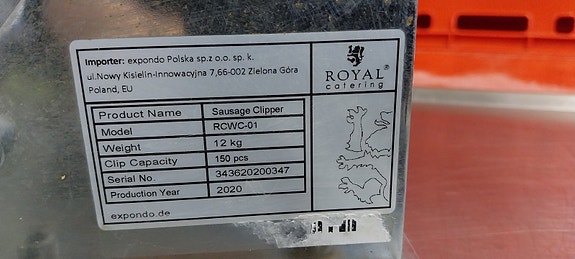 Importer: expondo Polska sp.z o.o. sp. k.
ul.Nowy Kisielin-Innowacyjna 7,66-002 Zielona Góra
Poland, EU
ROYAL®
catering
Product Name Sausage Clipper
Model RCWC-01
Weight 12 kg
Clip Capacity 150 pcs
Serial No. 343620200347
Production Year 2020
expondo.de